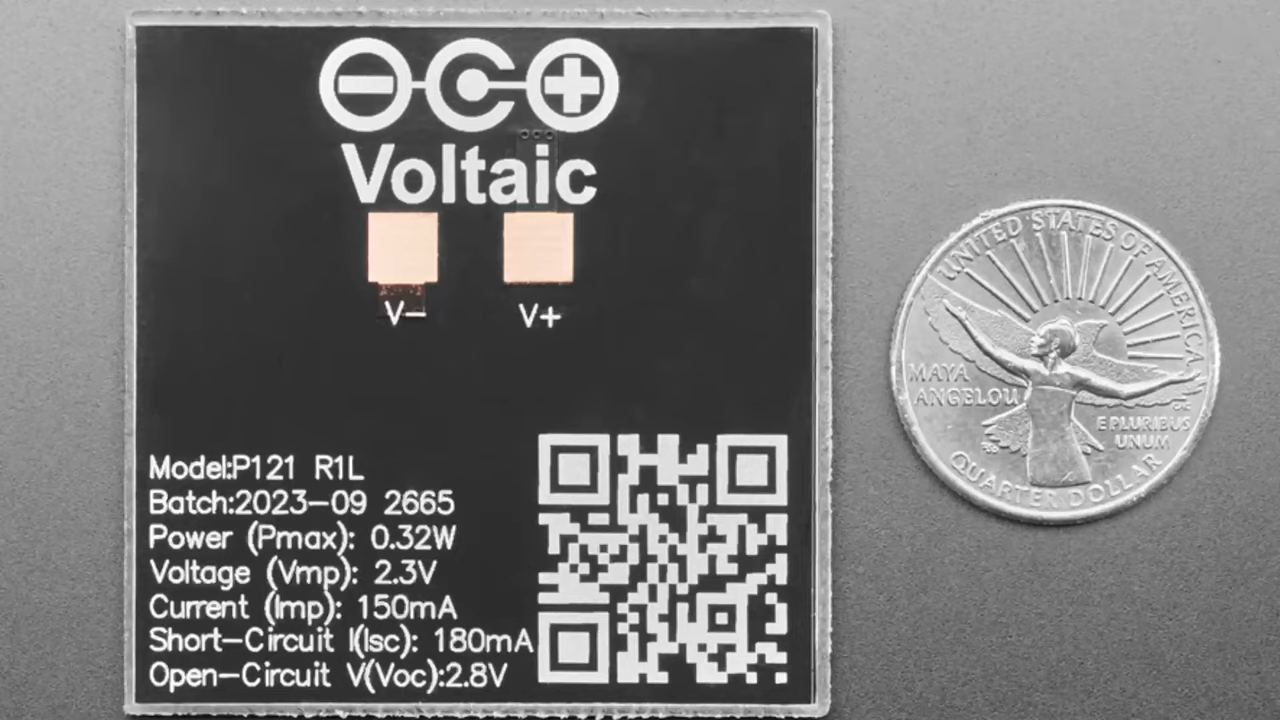 Voltaic
V− V+
Model:P121 R1L
Batch:2023-09 2665
Power (Pmax): 0.32W
Voltage (Vmp): 2.3V
Current (Imp): 150mA
Short-Circuit I(Isc): 180mA
Open-Circuit V(Voc):2.8V
UNITED STATES OF AMERICA
MAYA
ANGELOU
E PLURIBUS
UNUM
QUARTER DOLLAR